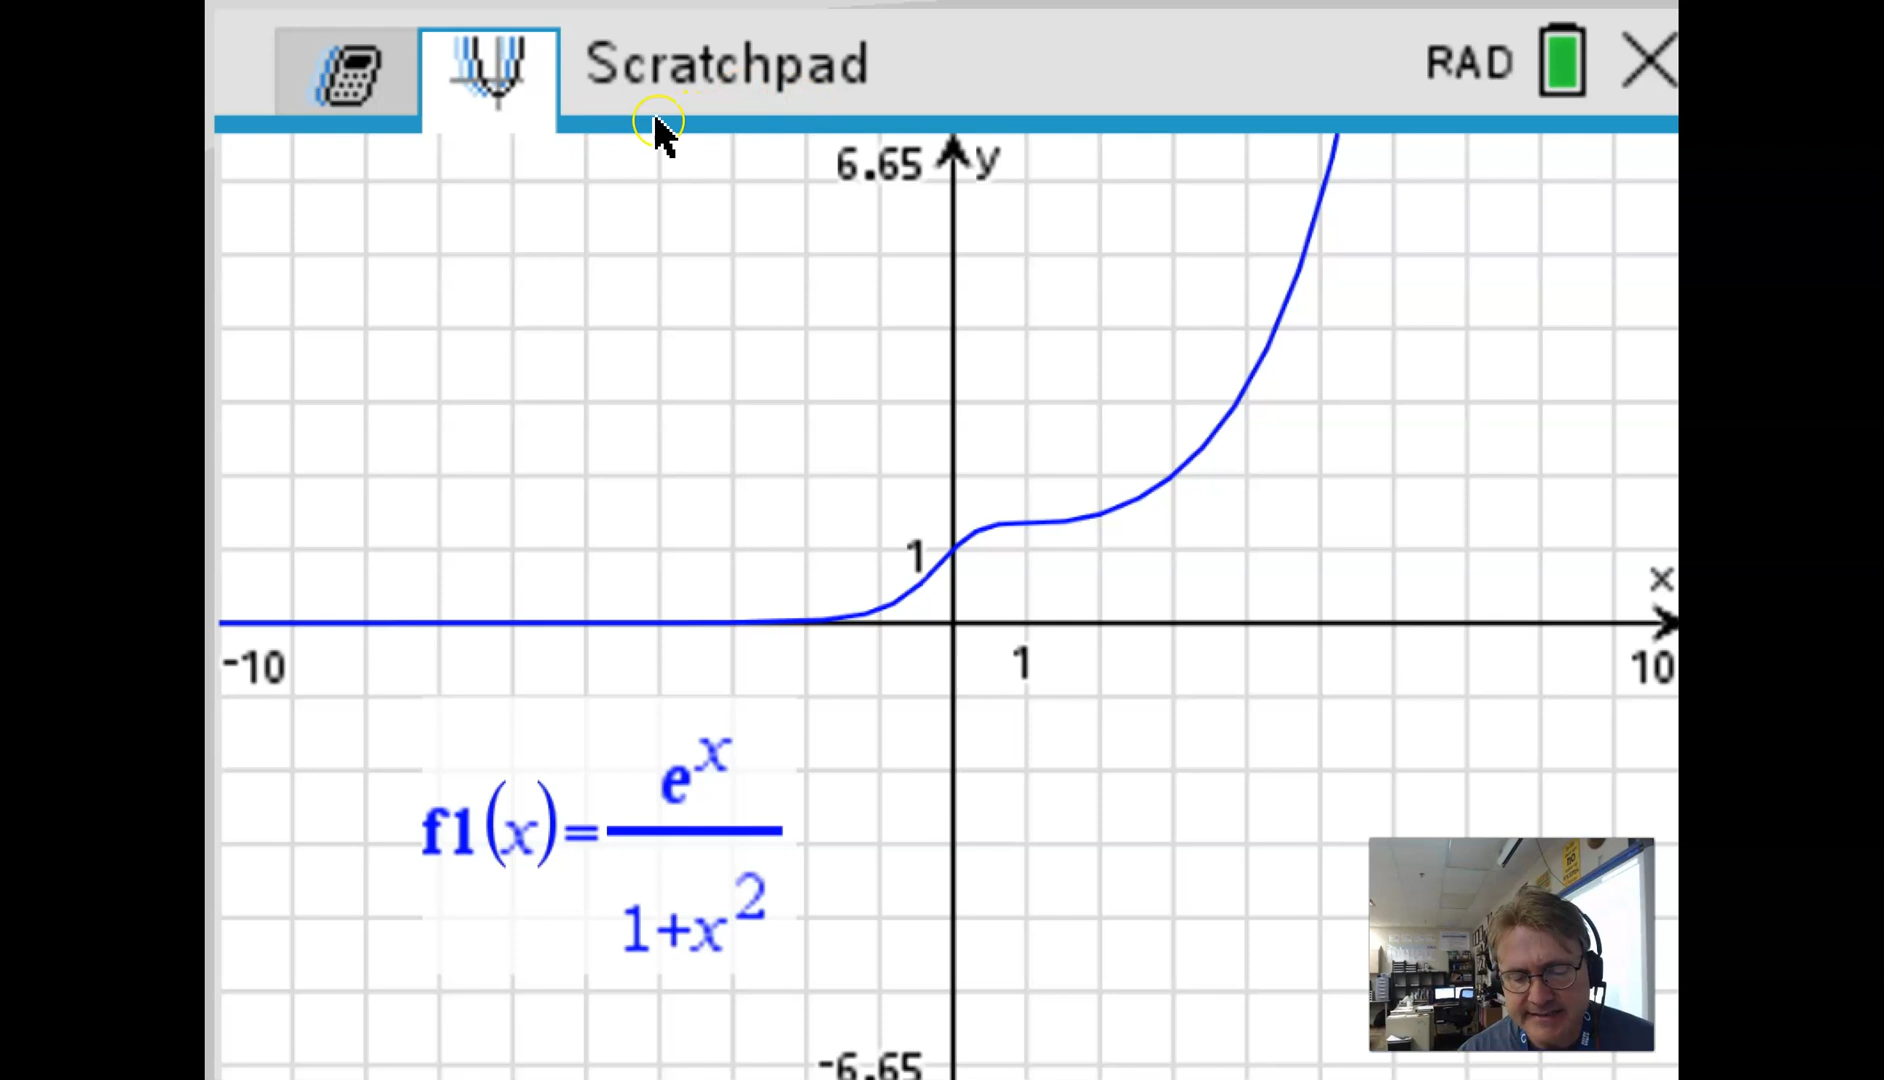 Scratchpad RAD
6.65 y
1
x
-10 1 10
f1(x)=e^x/1+x^2
-6.65